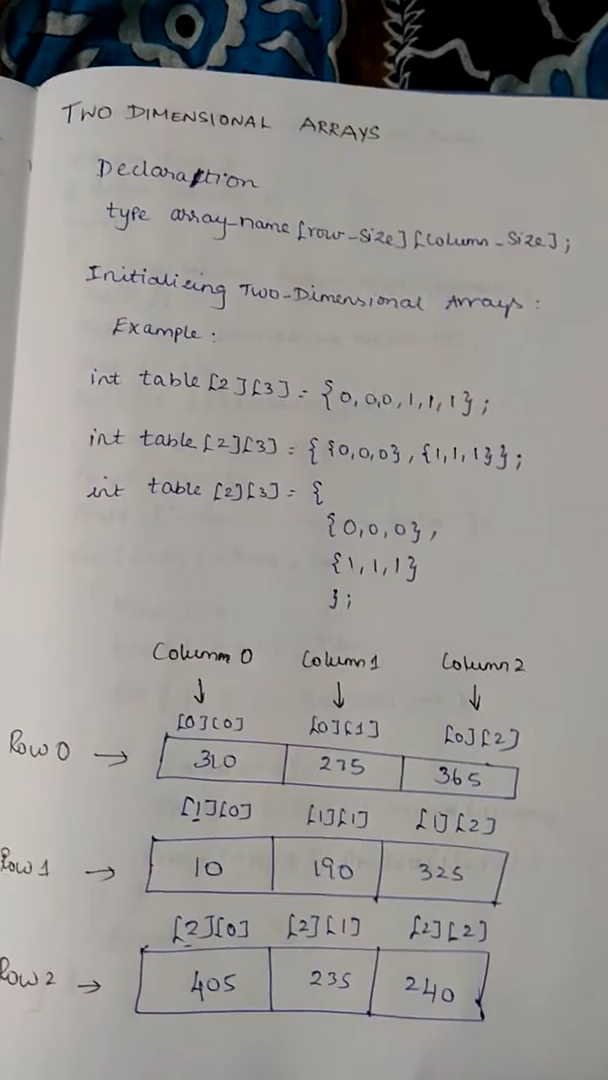 TWO DIMENSIONAL ARRAYS
Declaration
type array-name [row-size] [column-size];
Initializing Two-Dimensional Arrays:
Example:
int table [2][3] = {0,0,0,1,1,1};
int table [2][3] = { {0,0,0}, {1,1,1}};
int table [2][3] = {
{0,0,0},
{1,1,1}
};
Column 0 Column 1 Column 2
[0][0] [0][1] [0][2]
Row 0 → 310 275 365
[1][0] [1][1] [1][2]
Row 1 → 10 190 325
[2][0] [2][1] [2][2]
Row 2 → 405 235 240